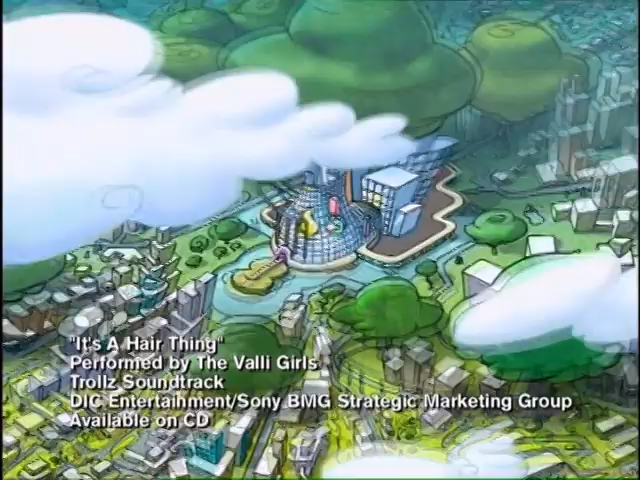 "It's A Hair Thing"
Performed by The Valli Girls
Trollz Soundtrack
DIC Entertainment/Sony BMG Strategic Marketing Group
Available on CD